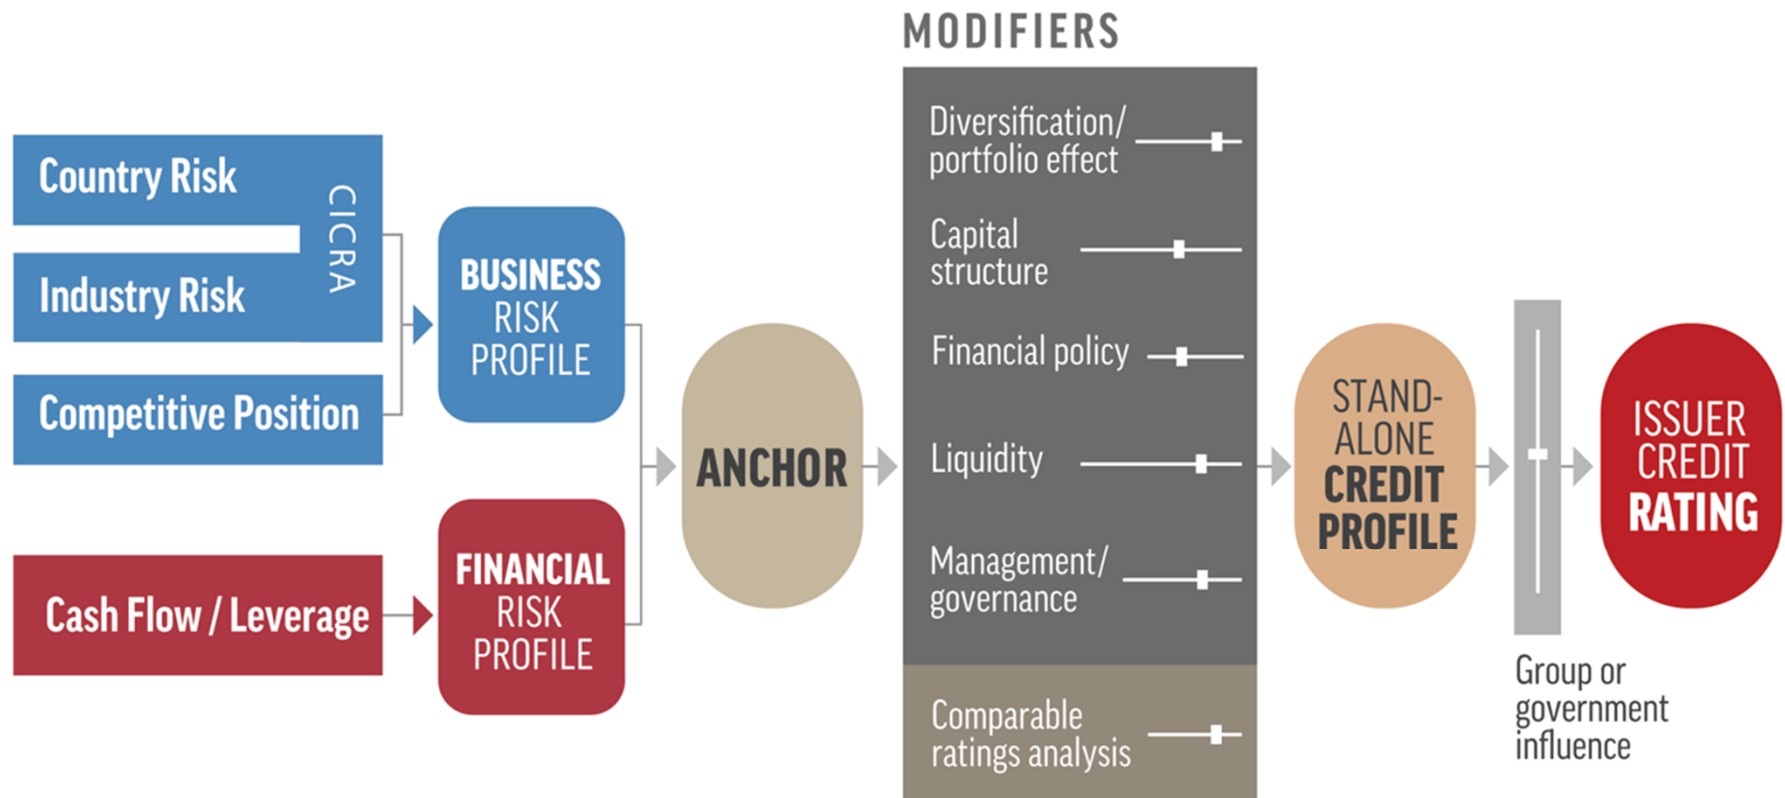 MODIFIERS
Country Risk
CICRA
Industry Risk
Competitive Position
BUSINESS
RISK
PROFILE
Cash Flow / Leverage
FINANCIAL
RISK
PROFILE
ANCHOR
Diversification/
portfolio effect
Capital
structure
Financial policy
Liquidity
Management/
governance
Comparable
ratings analysis
STAND-
ALONE
CREDIT
PROFILE
Group or
government
influence
ISSUER
CREDIT
RATING